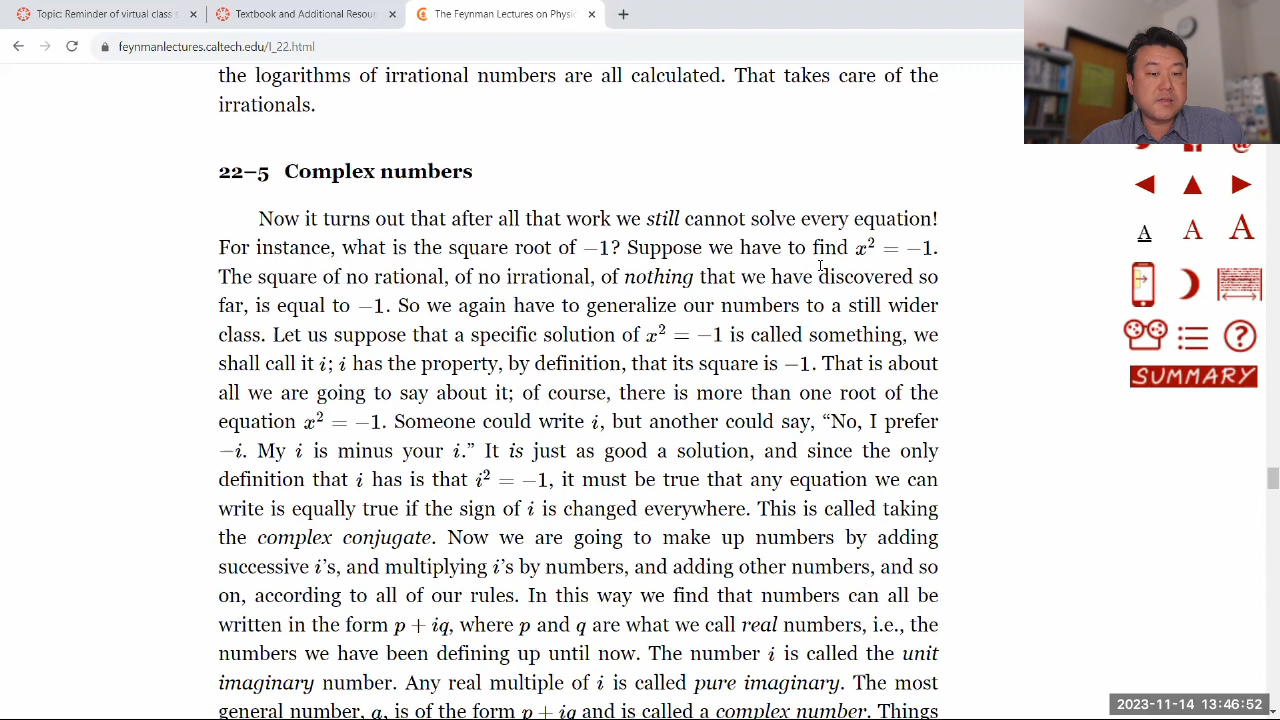 Topic: Reminder of virtual class
Textbook and Additional Resour
The Feynman Lectures on Physi
feynmanlectures.caltech.edu/I_22.html
the logarithms of irrational numbers are all calculated. That takes care of the
irrationals.
22–5 Complex numbers
Now it turns out that after all that work we still cannot solve every equation!
For instance, what is the square root of −1? Suppose we have to find x² = −1.
The square of no rational, of no irrational, of nothing that we have discovered so
far, is equal to −1. So we again have to generalize our numbers to a still wider
class. Let us suppose that a specific solution of x² = −1 is called something, we
shall call it i; i has the property, by definition, that its square is −1. That is about
all we are going to say about it; of course, there is more than one root of the
equation x² = −1. Someone could write i, but another could say, “No, I prefer
−i. My i is minus your i.” It is just as good a solution, and since the only
definition that i has is that i² = −1, it must be true that any equation we can
write is equally true if the sign of i is changed everywhere. This is called taking
the complex conjugate. Now we are going to make up numbers by adding
successive i’s, and multiplying i’s by numbers, and adding other numbers, and so
on, according to all of our rules. In this way we find that numbers can all be
written in the form p + iq, where p and q are what we call real numbers, i.e., the
numbers we have been defining up until now. The number i is called the unit
imaginary number. Any real multiple of i is called pure imaginary. The most
general number, a, is of the form p + iq and is called a complex number. Things
A A A
SUMMARY
2023-11-14 13:46:52